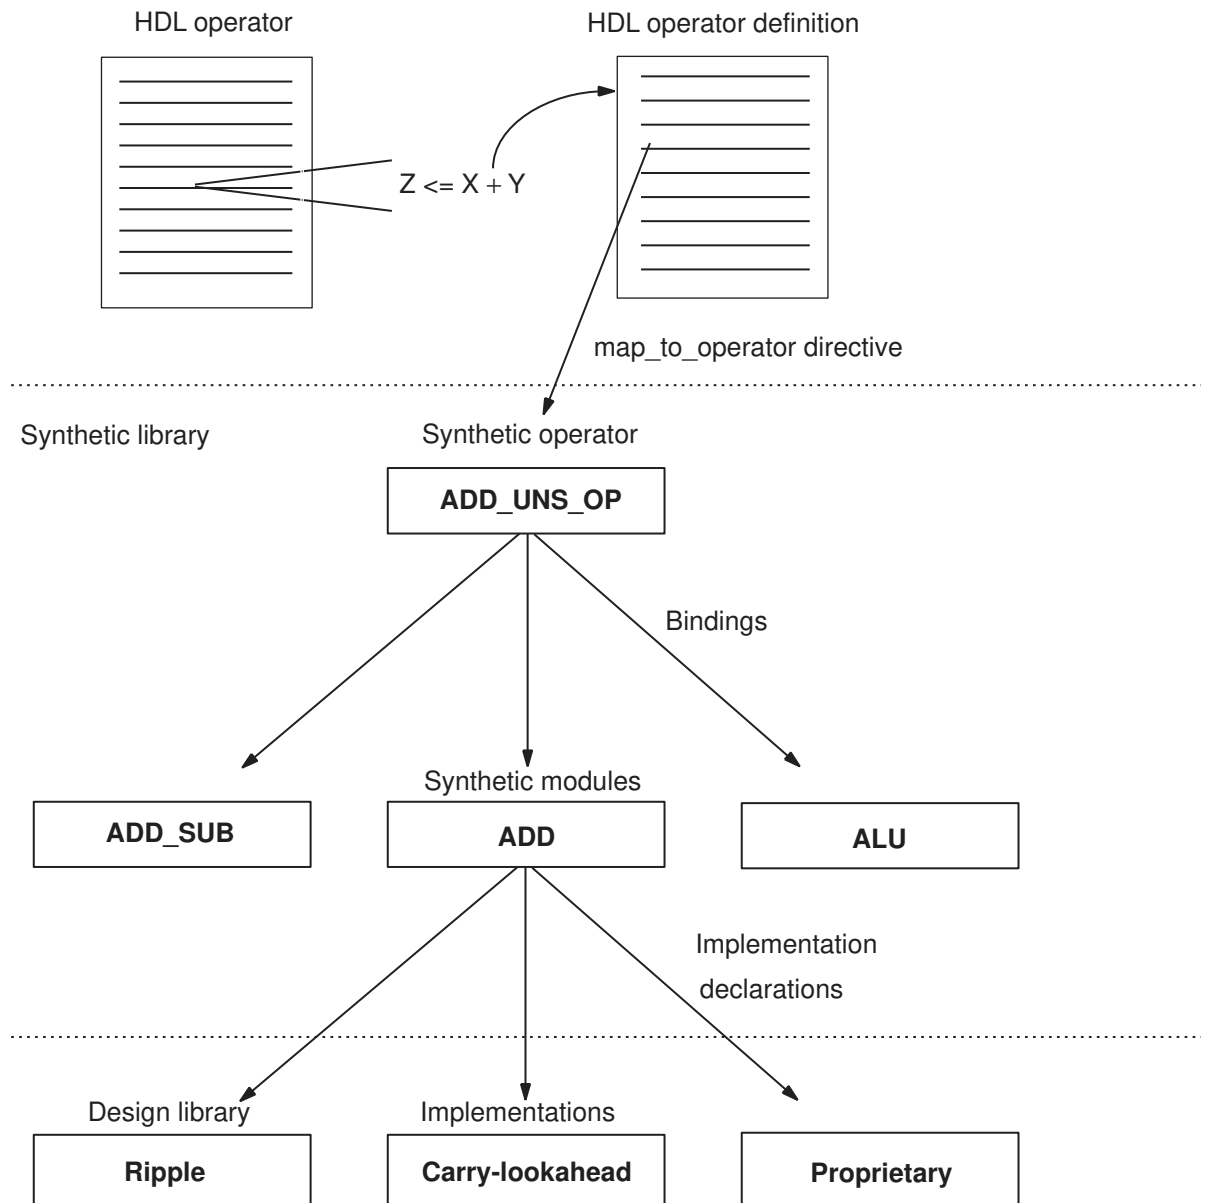 HDL operator
HDL operator definition
Z <= X + Y
map_to_operator directive
Synthetic library
Synthetic operator
ADD_UNS_OP
Bindings
Synthetic modules
ADD_SUB
ADD
ALU
Implementation
declarations
Design library
Implementations
Ripple
Carry-lookahead
Proprietary